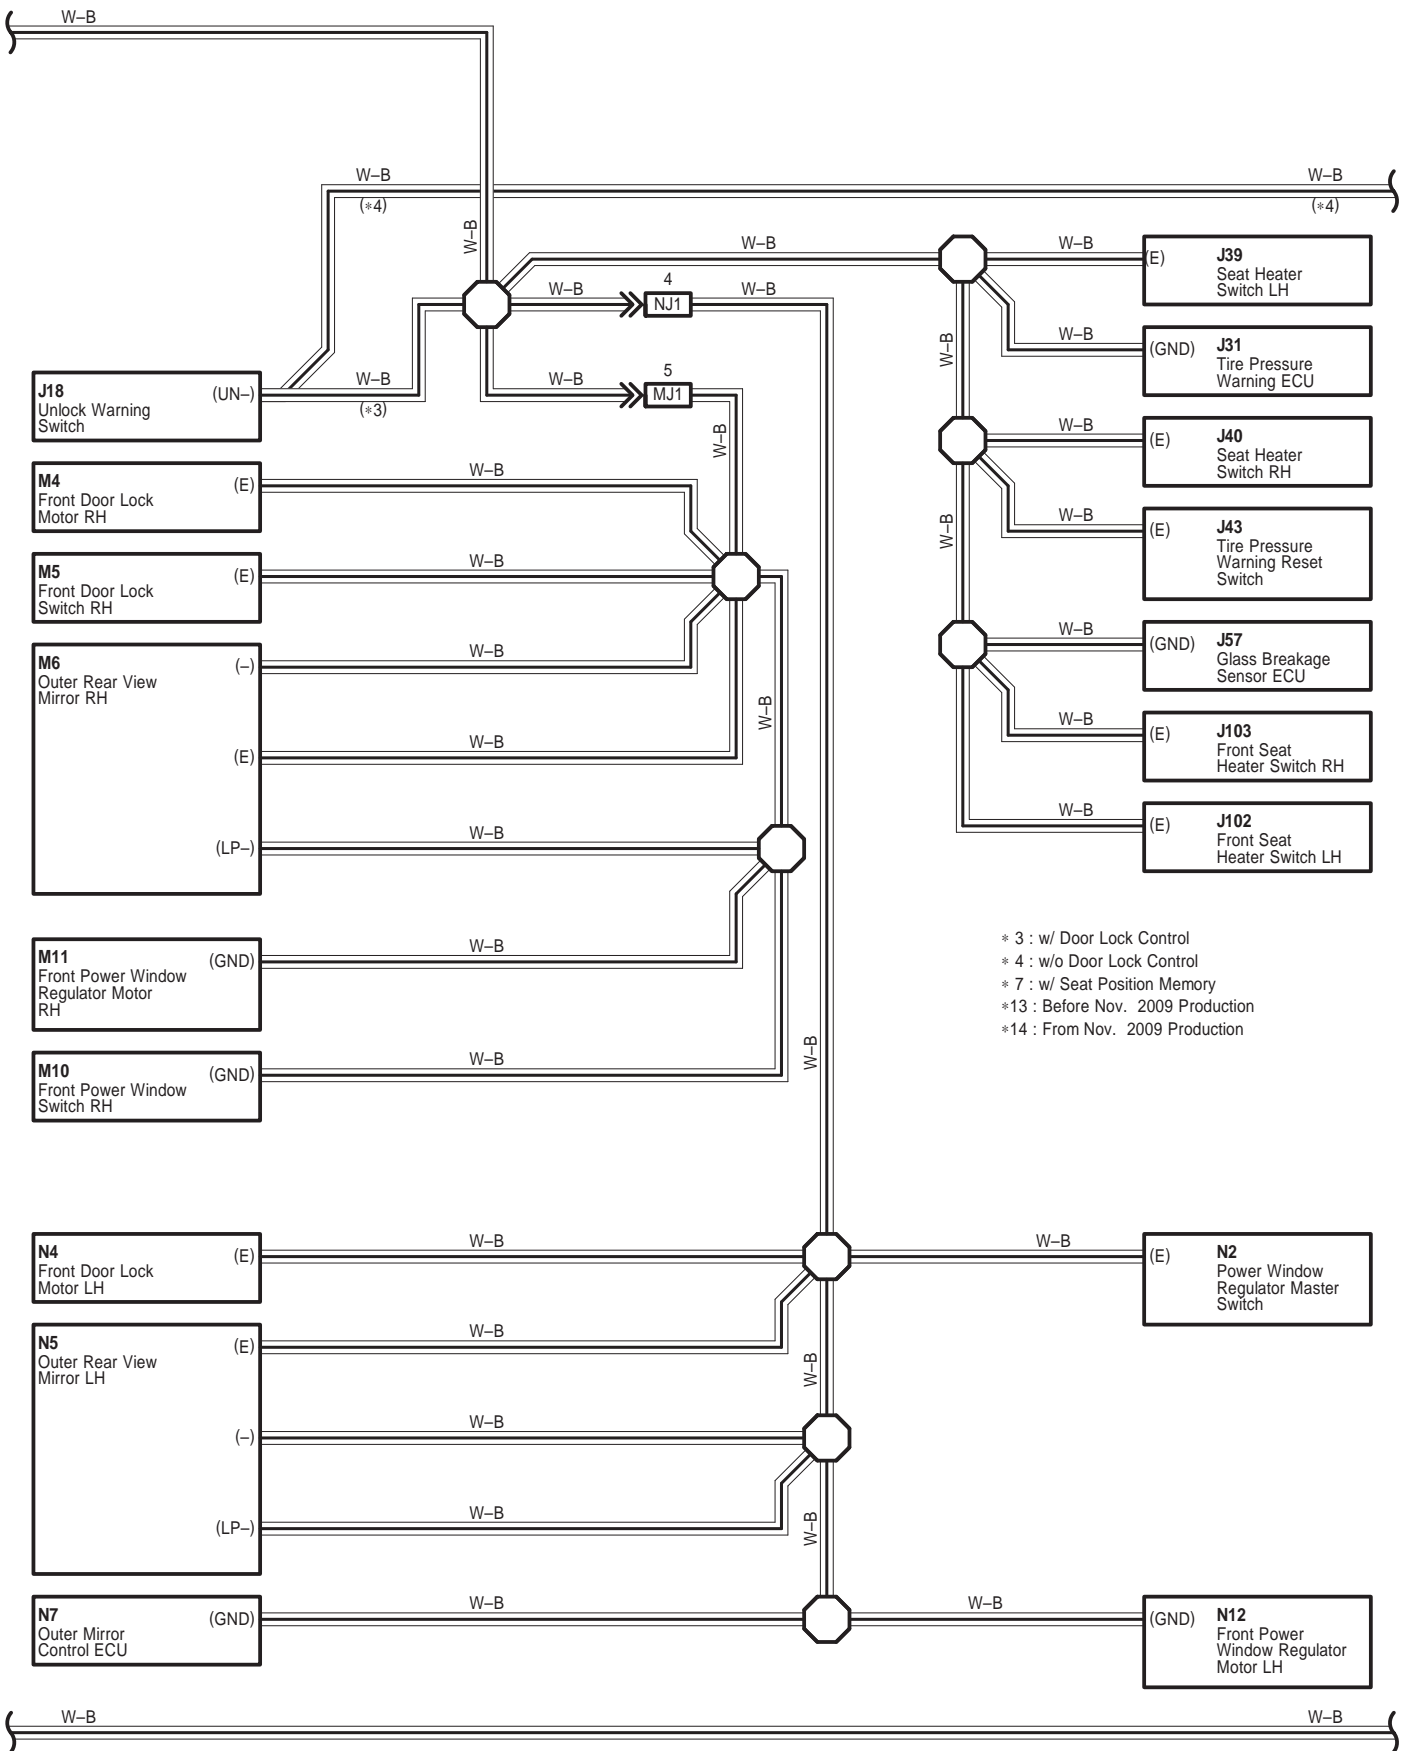 W–B
W–B
(*4)
W–B
(*4)
W–B
W–B
W–B
(E)
J39
Seat Heater
Switch LH
W–B
4
NJ1
W–B
W–B
(GND)
J31
Tire Pressure
Warning ECU
W–B
J18
Unlock Warning
Switch
(UN–)
W–B
(*3)
W–B
5
MJ1
W–B
W–B
(E)
J40
Seat Heater
Switch RH
M4
Front Door Lock
Motor RH
(E)
W–B
W–B
(E)
J43
Tire Pressure
Warning Reset
Switch
W–B
M5
Front Door Lock
Switch RH
(E)
W–B
W–B
(GND)
J57
Glass Breakage
Sensor ECU
M6
Outer Rear View
Mirror RH
(–)
W–B
(E)
W–B
(LP–)
W–B
W–B
W–B
(E)
J103
Front Seat
Heater Switch RH
W–B
(E)
J102
Front Seat
Heater Switch LH
M11
Front Power Window
Regulator Motor
RH
(GND)
W–B
* 3 : w/ Door Lock Control
* 4 : w/o Door Lock Control
* 7 : w/ Seat Position Memory
*13 : Before Nov. 2009 Production
*14 : From Nov. 2009 Production
M10
Front Power Window
Switch RH
(GND)
W–B
W–B
N4
Front Door Lock
Motor LH
(E)
W–B
W–B
(E)
N2
Power Window
Regulator Master
Switch
N5
Outer Rear View
Mirror LH
(E)
W–B
W–B
(–)
W–B
(LP–)
W–B
W–B
N7
Outer Mirror
Control ECU
(GND)
W–B
W–B
(GND)
N12
Front Power
Window Regulator
Motor LH
W–B
W–B